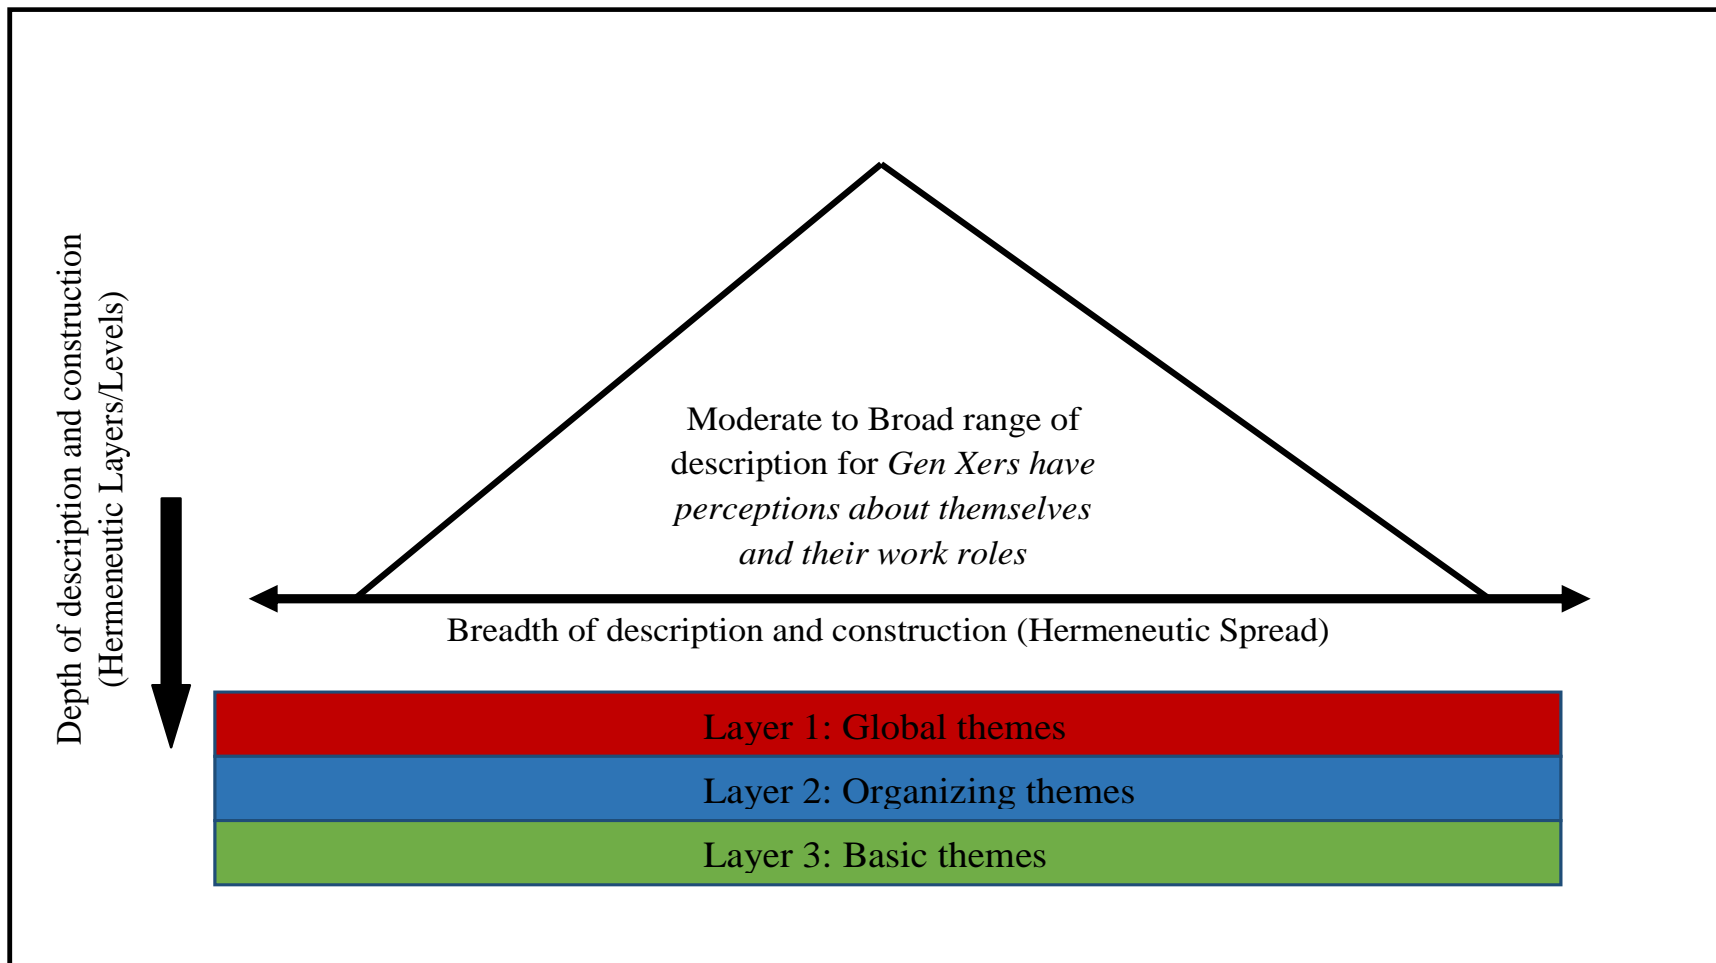 Depth of description and construction
(Hermeneutic Layers/Levels)
Moderate to Broad range of
description for Gen Xers have
perceptions about themselves
and their work roles
Breadth of description and construction (Hermeneutic Spread)
Layer 1: Global themes
Layer 2: Organizing themes
Layer 3: Basic themes